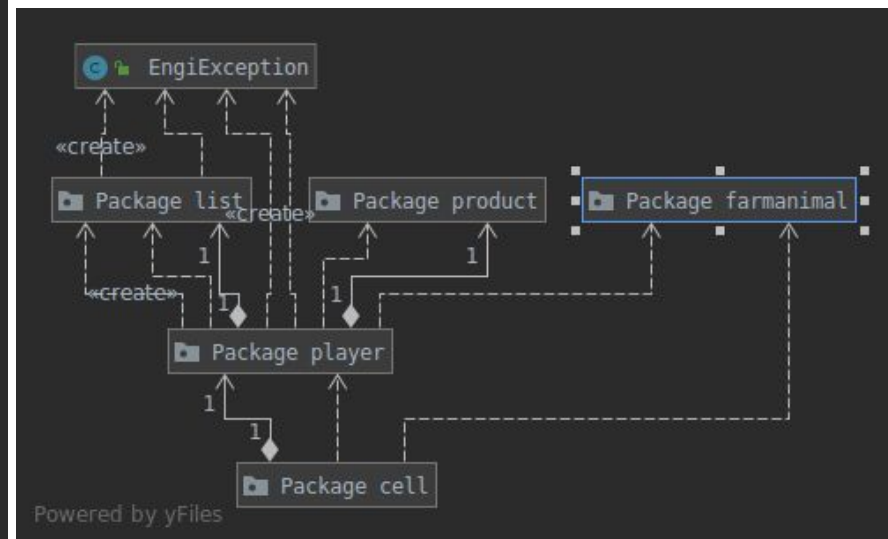 EngiException
«create»
Package list
«create»
Package product
Package farmanimal
1
1
«create»
1
1
Package player
1
1
Package cell
Powered by yFiles